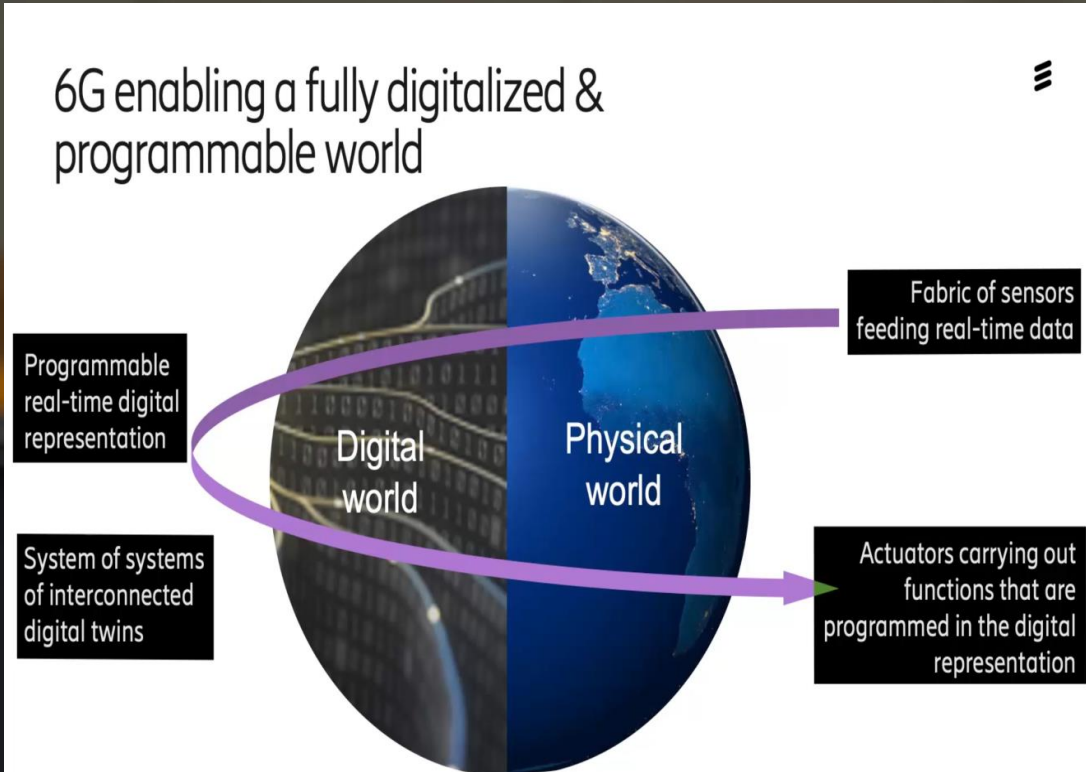 6G enabling a fully digitalized &
programmable world
Fabric of sensors
feeding real-time data
Programmable
real-time digital
representation
Digital
world
Physical
world
System of systems
of interconnected
digital twins
Actuators carrying out
functions that are
programmed in the digital
representation